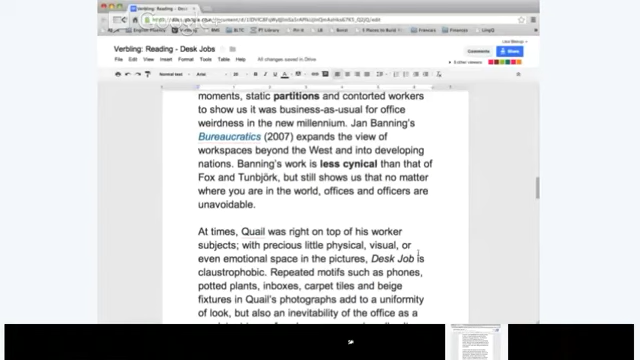 Verbling: Reading - Desk Jobs
File Edit View Insert Format Tools Table Help All changes saved in Drive
Comments Share
Normal text
moments, static partitions and contorted workers
to show us it was business-as-usual for office
weirdness in the new millennium. Jan Banning's
Bureaucratics (2007) expands the view of
workspaces beyond the West and into developing
nations. Banning's work is less cynical than that of
Fox and Tunbjörk, but still shows us that no matter
where you are in the world, offices and officers are
unavoidable.
At times, Quail was right on top of his worker
subjects; with precious little physical, visual, or
even emotional space in the pictures, Desk Job is
claustrophobic. Repeated motifs such as phones,
potted plants, inboxes, carpet tiles and beige
fixtures in Quail's photographs add to a uniformity
of look, but also an inevitability of the office as a